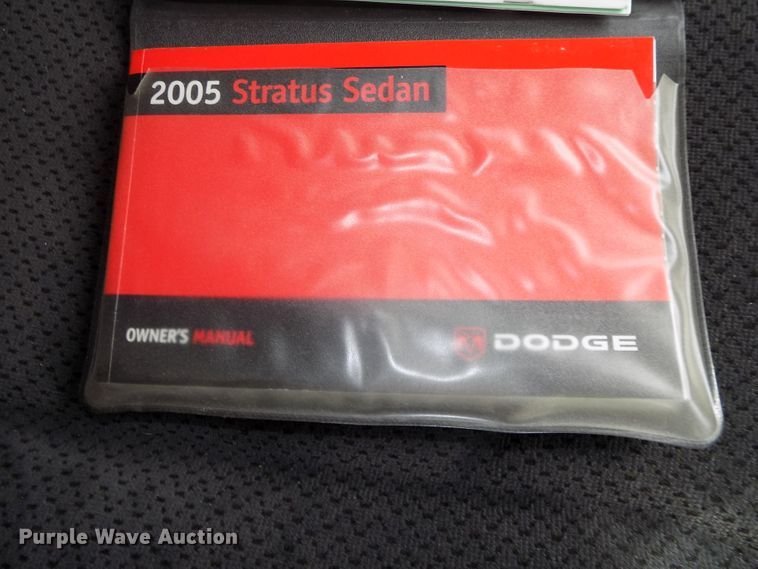 2005 Stratus Sedan
OWNER'S MANUAL
DODGE
Purple Wave Auction